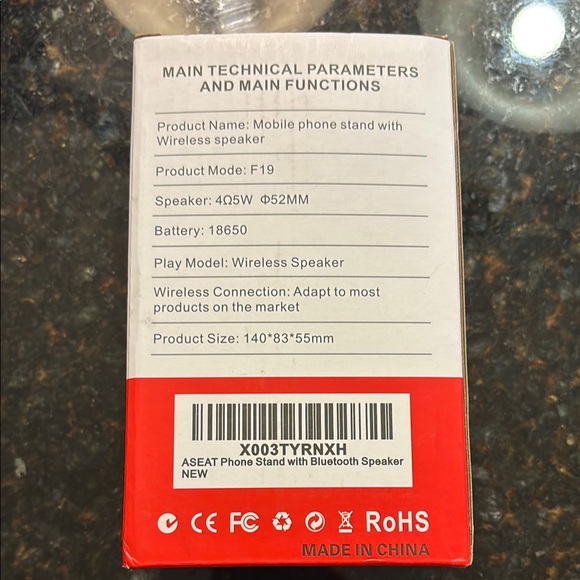 MAIN TECHNICAL PARAMETERS
AND MAIN FUNCTIONS
Product Name: Mobile phone stand with
Wireless speaker
Product Mode: F19
Speaker: 4Ω5W Φ52MM
Battery: 18650
Play Model: Wireless Speaker
Wireless Connection: Adapt to most
products on the market
Product Size: 140*83*55mm
X003TYRNXH
ASEAT Phone Stand with Bluetooth Speaker
NEW
CE FC RoHS
MADE IN CHINA